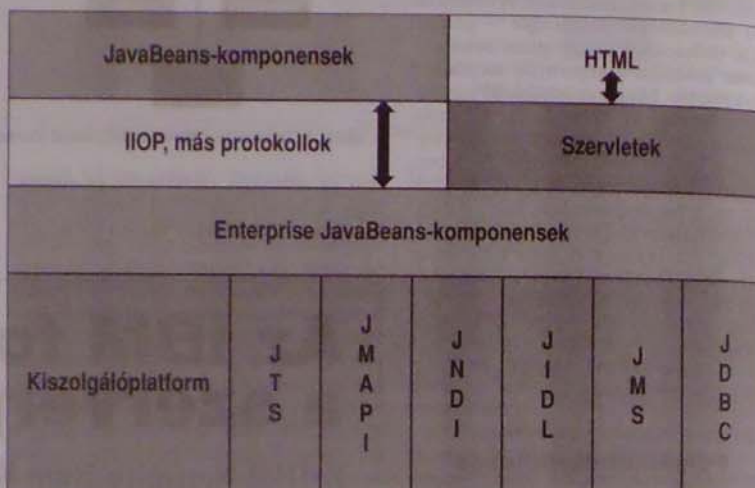 JavaBeans-komponensek
HTML
IIOP, más protokollok
Szervletek
Enterprise JavaBeans-komponensek
Kiszolgálóplatform
JTS
JMAPI
JNDI
JIDL
JMS
JDBC